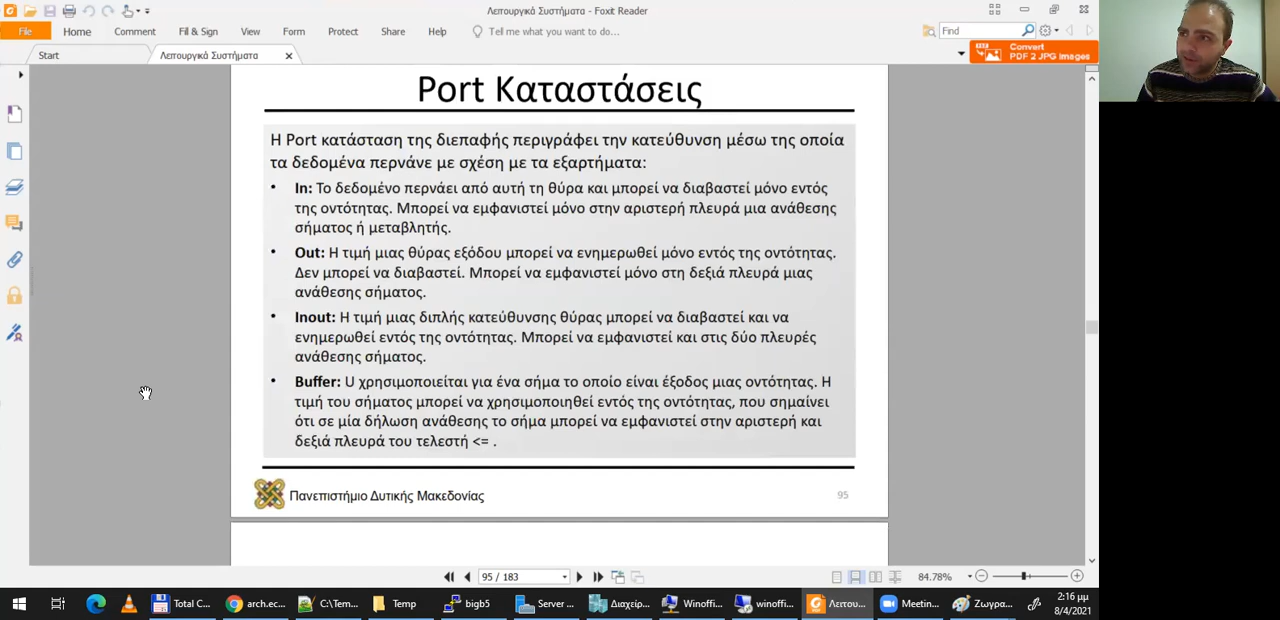 Λειτουργικά Συστήματα - Foxit Reader
File Home Comment Fill & Sign View Form Protect Share Help Tell me what you want to do... Find
Start Λειτουργικά Συστήματα
Convert
PDF 2 JPG Images
Port Καταστάσεις
Η Port κατάσταση της διεπαφής περιγράφει την κατεύθυνση μέσω της οποία
τα δεδομένα περνάνε με σχέση με τα εξαρτήματα:
• In: Το δεδομένο περνάει από αυτή τη θύρα και μπορεί να διαβαστεί μόνο εντός
της οντότητας. Μπορεί να εμφανιστεί μόνο στην αριστερή πλευρά μια ανάθεσης
σήματος ή μεταβλητής.
• Out: Η τιμή μιας θύρας εξόδου μπορεί να ενημερωθεί μόνο εντός της οντότητας.
Δεν μπορεί να διαβαστεί. Μπορεί να εμφανιστεί μόνο στη δεξιά πλευρά μιας
ανάθεσης σήματος.
• Inout: Η τιμή μιας διπλής κατεύθυνσης θύρας μπορεί να διαβαστεί και να
ενημερωθεί εντός της οντότητας. Μπορεί να εμφανιστεί και στις δύο πλευρές
ανάθεσης σήματος.
• Buffer: U χρησιμοποιείται για ένα σήμα το οποίο είναι έξοδος μιας οντότητας. Η
τιμή του σήματος μπορεί να χρησιμοποιηθεί εντός της οντότητας, που σημαίνει
ότι σε μία δήλωση ανάθεσης το σήμα μπορεί να εμφανιστεί στην αριστερή και
δεξιά πλευρά του τελεστή <= .
Πανεπιστήμιο Δυτικής Μακεδονίας 95
95 / 183 84.78%
Total C... arch.ec... C:\Tem... Temp bigb5 Server ... Διαχείρι... Winoffi... winoffi... Λειτου... Meetin... Ζωγρα... 2:16 μμ
8/4/2021